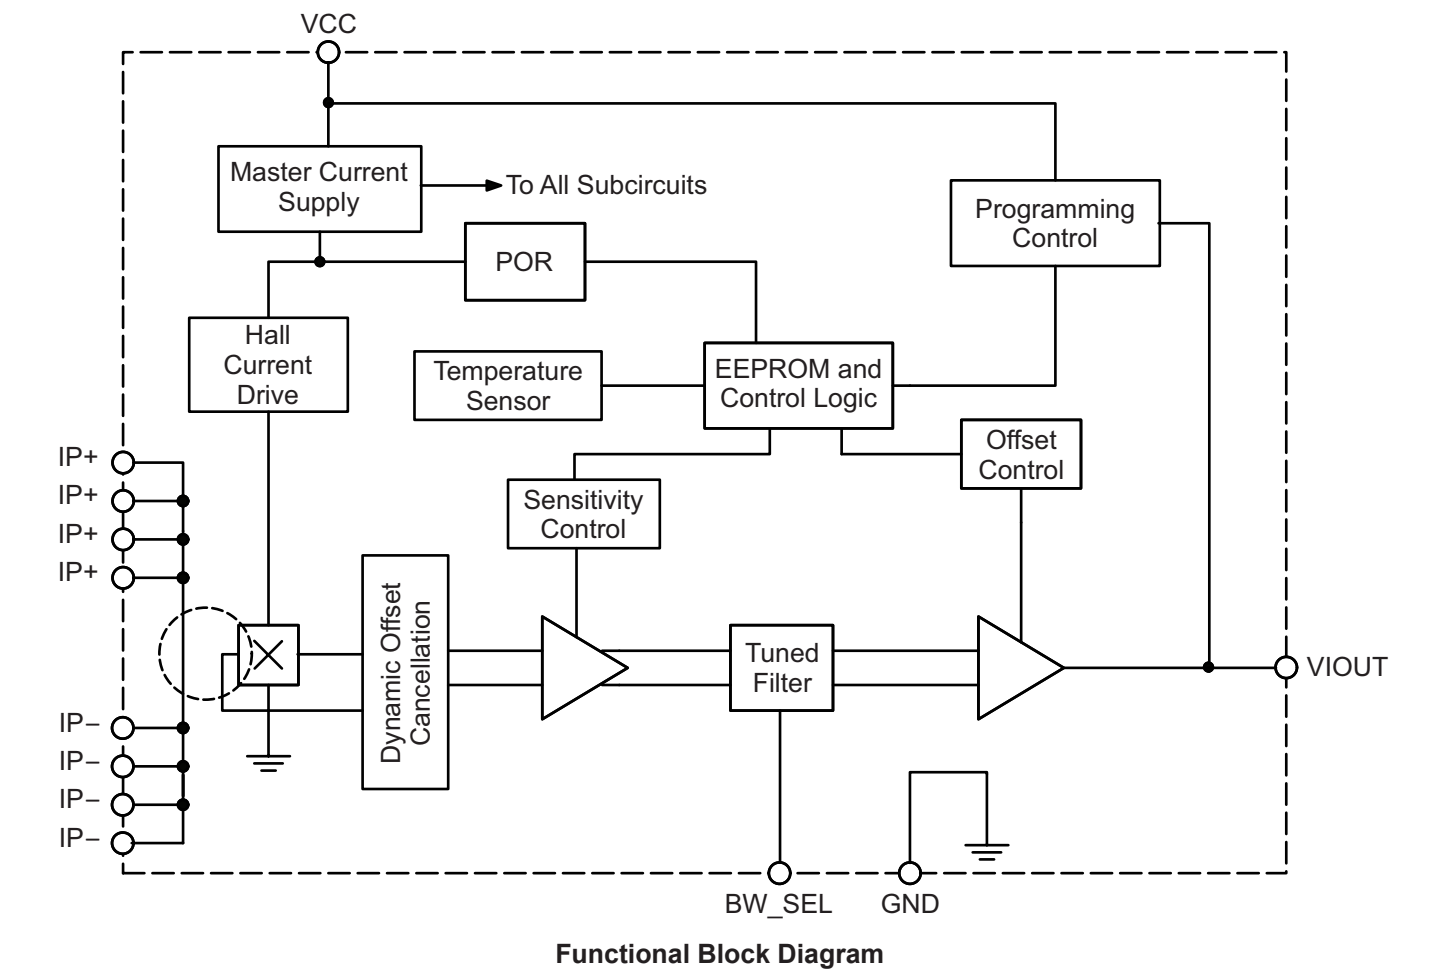 VCC
Master Current
Supply
To All Subcircuits
Programming
Control
POR
Hall
Current
Drive
Temperature
Sensor
EEPROM and
Control Logic
Offset
Control
IP+
IP+
IP+
IP+
Sensitivity
Control
Dynamic Offset
Cancellation
Tuned
Filter
VIOUT
IP−
IP−
IP−
IP−
BW_SEL
GND
Functional Block Diagram